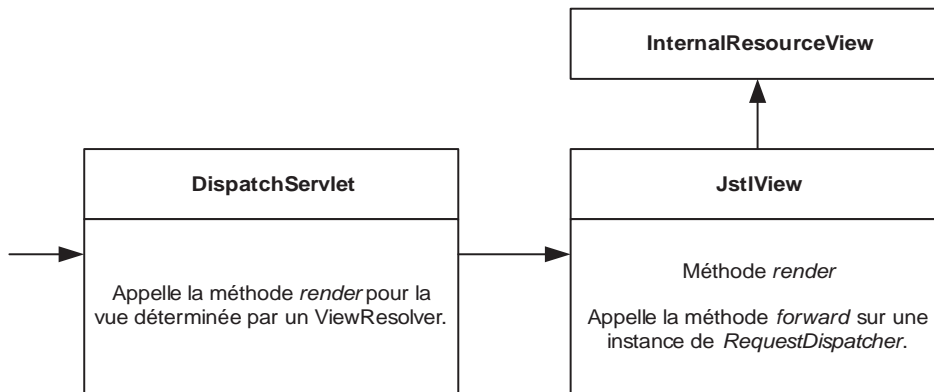 InternalResourceView
DispatchServlet
JstlView
Appelle la méthode render pour la
vue déterminée par un ViewResolver.
Méthode render
Appelle la méthode forward sur une
instance de RequestDispatcher.